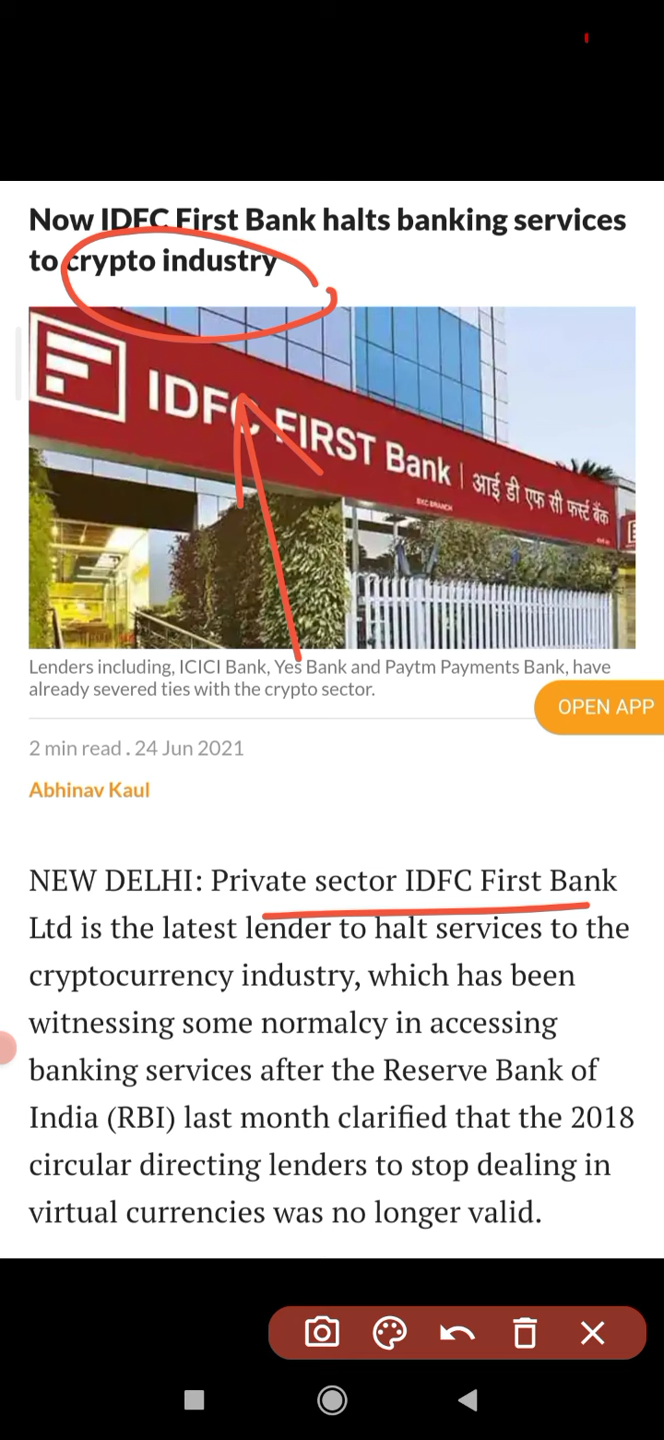 Now IDFC First Bank halts banking services
to crypto industry
IDFC FIRST Bank | आई डी एफ सी फर्स्ट बैंक
BKC BRANCH
Lenders including, ICICI Bank, Yes Bank and Paytm Payments Bank, have
already severed ties with the crypto sector.
OPEN APP
2 min read . 24 Jun 2021
Abhinav Kaul
NEW DELHI: Private sector IDFC First Bank
Ltd is the latest lender to halt services to the
cryptocurrency industry, which has been
witnessing some normalcy in accessing
banking services after the Reserve Bank of
India (RBI) last month clarified that the 2018
circular directing lenders to stop dealing in
virtual currencies was no longer valid.